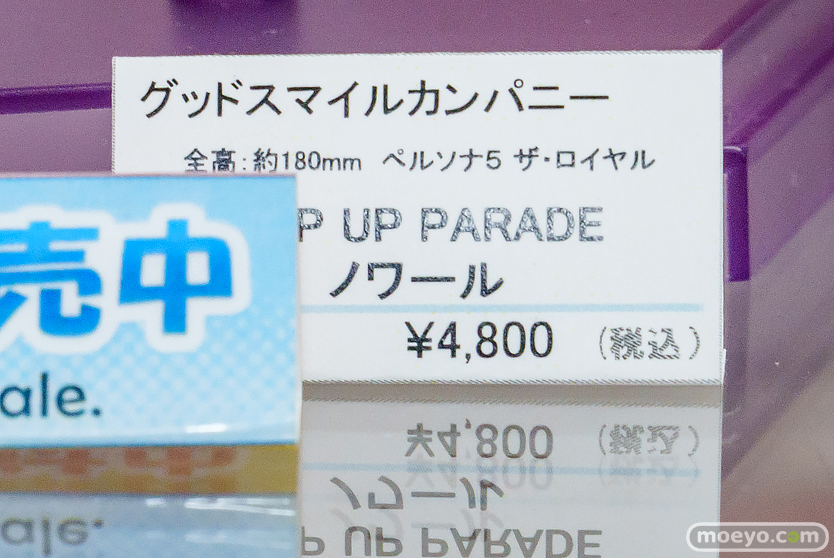 グッドスマイルカンパニー
全高:約180mm ペルソナ5 ザ・ロイヤル
P UP PARADE
ノワール
¥4,800 (税込)
売中
ale.
moeyo.com